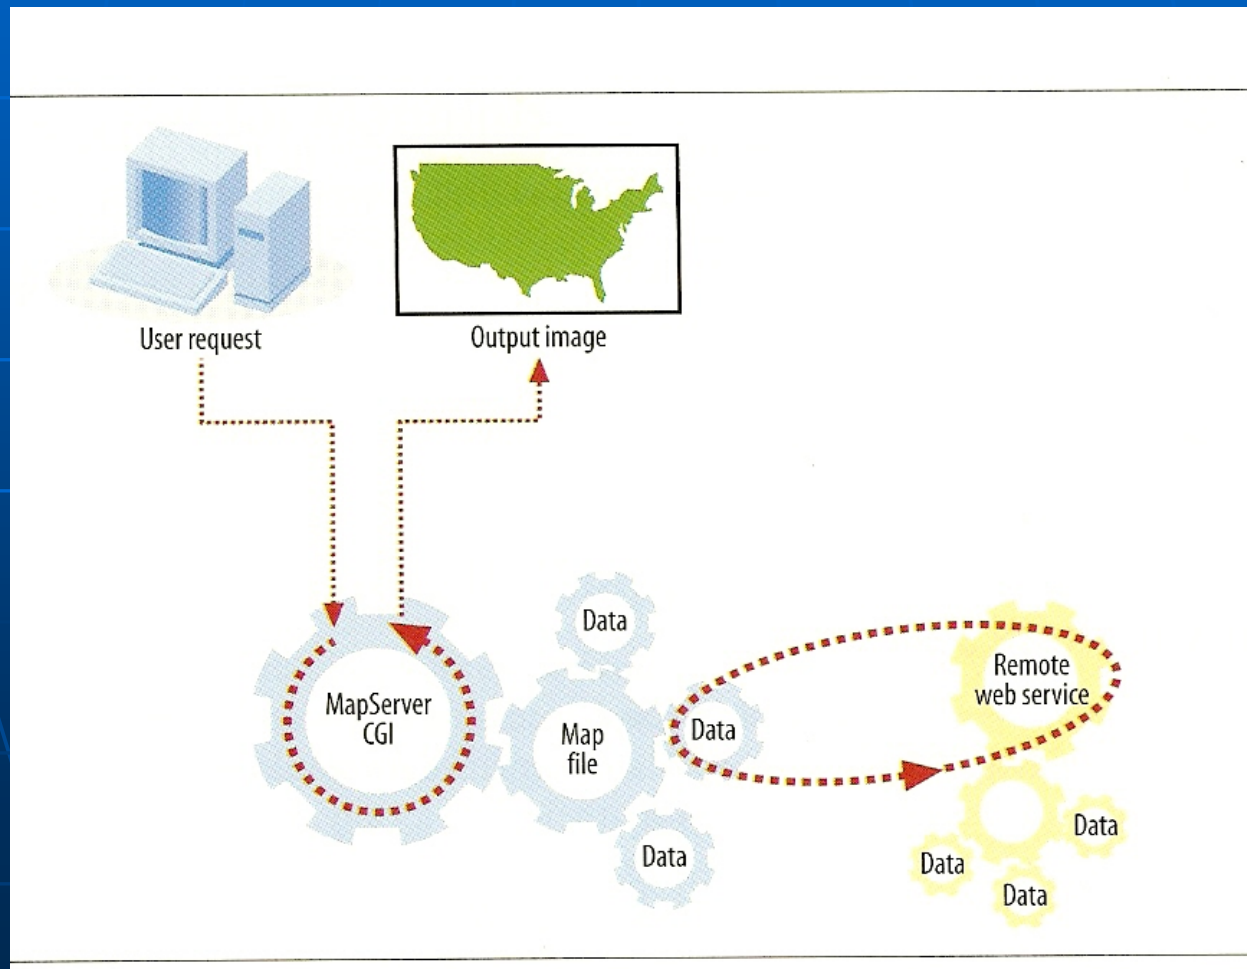 User request
Output image
MapServer
CGI
Map
file
Data
Data
Data
Remote
web service
Data
Data
Data